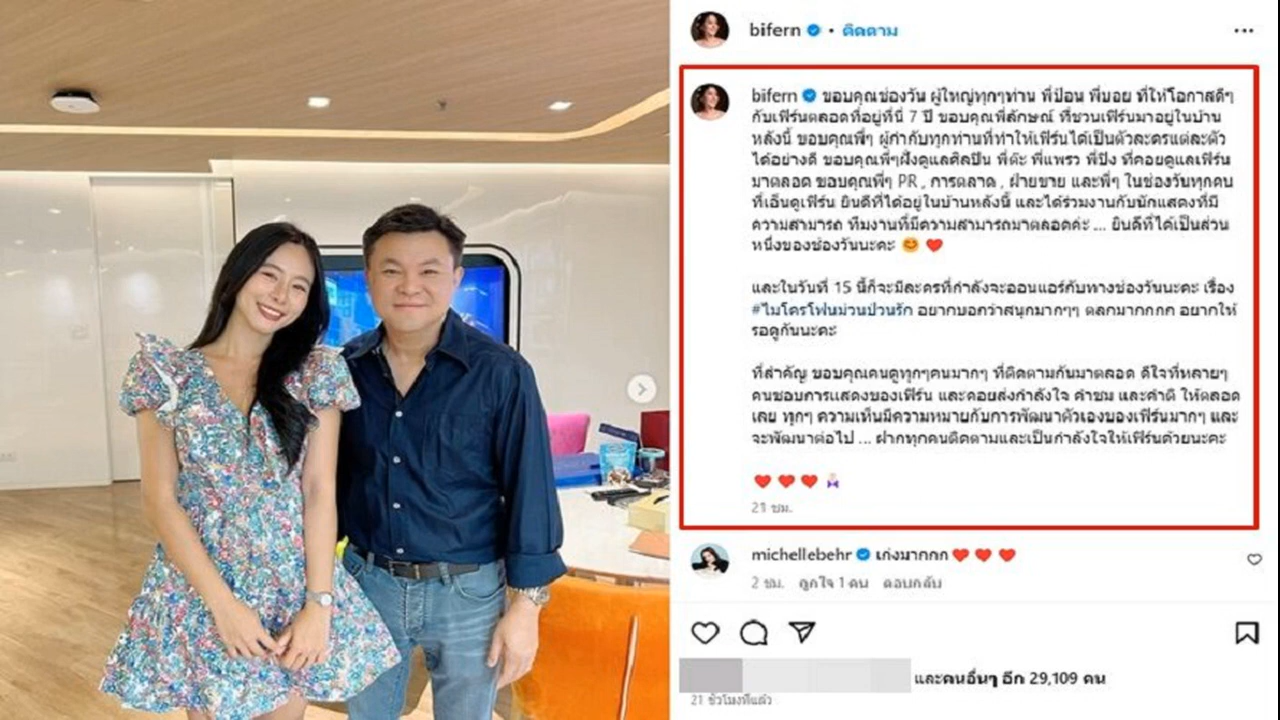 bifern • ติดตาม
bifern ขอบคุณช่องวัน ผู้ใหญ่ทุกๆท่าน พี่ป้อน พี่บอย ที่ให้โอกาสดีๆ
กับเฟิร์นตลอดที่อยู่ที่นี่ 7 ปี ขอบคุณพี่ลักษณ์ ที่ชวนเฟิร์นมาอยู่ในบ้าน
หลังนี้ ขอบคุณพี่ๆ ผู้กำกับทุกท่านที่ทำให้เฟิร์นได้เป็นตัวละครแต่ละตัว
ได้อย่างดี ขอบคุณพี่ๆฝั่งดูแลศิลปิน พี่ต๊ะ พี่แพรว พี่ปิง ที่คอยดูแลเฟิร์น
มาตลอด ขอบคุณพี่ๆ PR , การตลาด , ฝ่ายขาย และพี่ๆ ในช่องวันทุกคน
ที่เอ็นดูเฟิร์น ยินดีที่ได้อยู่ในบ้านหลังนี้ และได้ร่วมงานกับนักแสดงที่มี
ความสามารถ ทีมงานที่มีความสามารถมาตลอดค่ะ ... ยินดีที่ได้เป็นส่วน
หนึ่งของช่องวันนะคะ 😊 ❤️
และในวันที่ 15 นี้ก็จะมีละครที่กำลังจะออนแอร์กับทางช่องวันนะคะ เรื่อง
#ไมโครโฟนม่วนป่วนรัก อยากบอกว่าสนุกมากๆๆ ตลกมากกกก อยากให้
รอดูกันนะคะ
ที่สำคัญ ขอบคุณคนดูทุกๆคนมากๆ ที่ติดตามกันมาตลอด ดีใจที่หลายๆ
คนชอบการแสดงของเฟิร์น และคอยส่งกำลังใจ คำชม และคำติ ให้ตลอด
เลย ทุกๆ ความเห็นมีความหมายกับการพัฒนาตัวเองของเฟิร์นมากๆ และ
จะพัฒนาต่อไป ... ฝากทุกคนติดตามและเป็นกำลังใจให้เฟิร์นด้วยนะคะ
❤️ ❤️ ❤️
21 ชม.
michellebehr เก่งมากกก ❤️ ❤️ ❤️
2 ชม. ถูกใจ 1 คน ตอบกลับ
และคนอื่นๆ อีก 29,109 คน
21 ชั่วโมงที่แล้ว